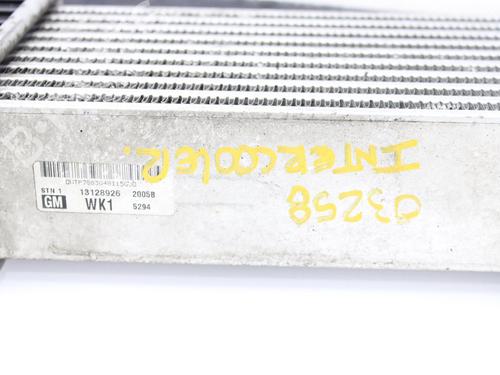 STN 1 13128926 20058
GM WK1 5294
INTERCOOLER.
03258